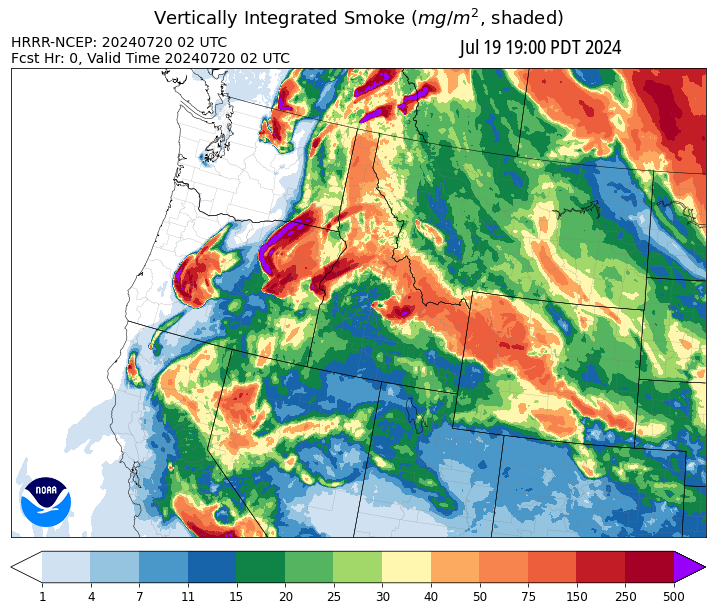 Vertically Integrated Smoke (mg/m², shaded)
HRRR-NCEP: 20240720 02 UTC
Jul 19 19:00 PDT 2024
Fcst Hr: 0, Valid Time 20240720 02 UTC
NOAA
1 4 7 11 15 20 25 30 40 50 75 150 250 500